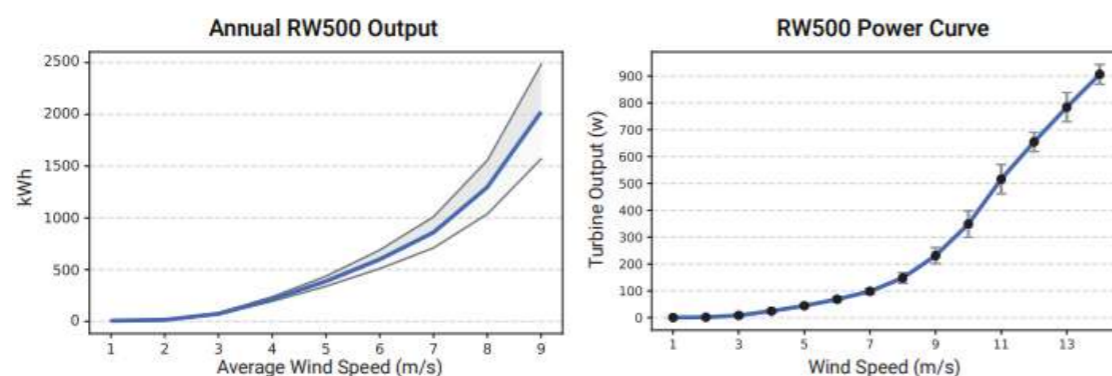 Annual RW500 Output
2500
2000
1500
1000
500
0
kWh
1 2 3 4 5 6 7 8 9
Average Wind Speed (m/s)
RW500 Power Curve
900
800
700
600
500
400
300
200
100
0
Turbine Output (w)
1 3 5 7 9 11 13
Wind Speed (m/s)